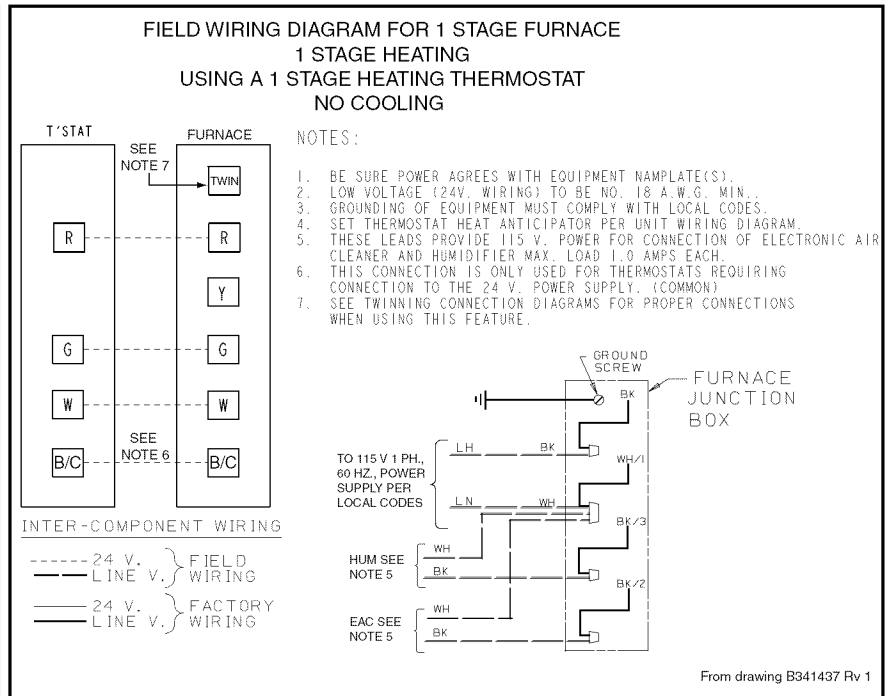 FIELD WIRING DIAGRAM FOR 1 STAGE FURNACE
1 STAGE HEATING
USING A 1 STAGE HEATING THERMOSTAT
NO COOLING
T'STAT
FURNACE
SEE
NOTE 7
TWIN
R
R
Y
G
G
W
W
SEE
NOTE 6
B/C
B/C
INTER-COMPONENT WIRING
24 V.
LINE V.
FIELD
WIRING
24 V.
LINE V.
FACTORY
WIRING
NOTES:
1. BE SURE POWER AGREES WITH EQUIPMENT NAMPLATE(S).
2. LOW VOLTAGE (24V. WIRING) TO BE NO. 18 A.W.G. MIN..
3. GROUNDING OF EQUIPMENT MUST COMPLY WITH LOCAL CODES.
4. SET THERMOSTAT HEAT ANTICIPATOR PER UNIT WIRING DIAGRAM.
5. THESE LEADS PROVIDE 115 V. POWER FOR CONNECTION OF ELECTRONIC AIR
CLEANER AND HUMIDIFIER MAX. LOAD 1.0 AMPS EACH.
6. THIS CONNECTION IS ONLY USED FOR THERMOSTATS REQUIRING
CONNECTION TO THE 24 V. POWER SUPPLY. (COMMON)
7. SEE TWINNING CONNECTION DIAGRAMS FOR PROPER CONNECTIONS
WHEN USING THIS FEATURE.
GROUND
SCREW
FURNACE
JUNCTION
BOX
BK
LH
BK
TO 115 V 1 PH.,
60 HZ., POWER
SUPPLY PER
LOCAL CODES
WH/1
LN
WH
BK/3
WH
HUM SEE
NOTE 5
BK
BK/2
WH
EAC SEE
NOTE 5
BK
From drawing B341437 Rv 1